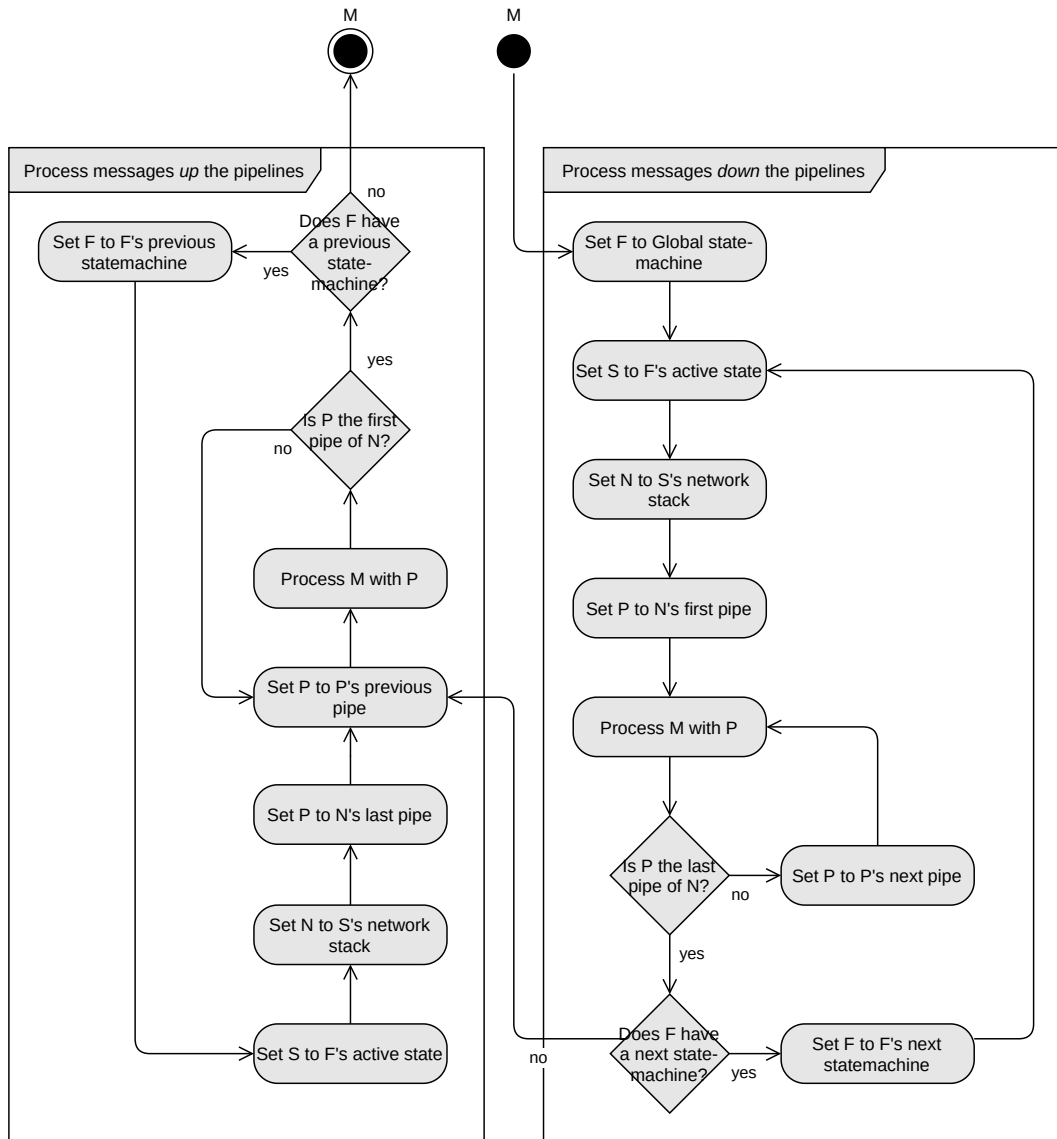 M
M
Process messages up the pipelines
Process messages down the pipelines
no
Does F have
a previous
state-
machine?
Set F to F's previous
statemachine
yes
Set F to Global state-
machine
yes
Set S to F's active state
Is P the first
pipe of N?
no
Set N to S's network
stack
Process M with P
Set P to N's first pipe
Set P to P's previous
pipe
Process M with P
Set P to N's last pipe
Is P the last
pipe of N?
no
Set P to P's next pipe
Set N to S's network
stack
yes
Set S to F's active state
no
Does F have
a next state-
machine?
yes
Set F to F's next
statemachine